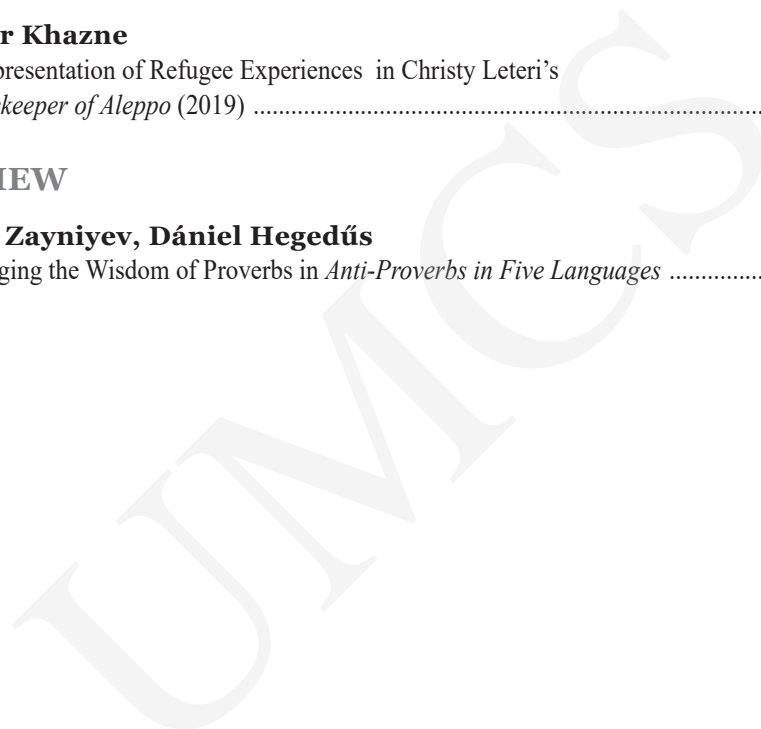 r Khazne
presentation of Refugee Experiences in Christy Leteri’s
keeper of Aleppo (2019) ................................................................................
IEW
Zayniyev, Dániel Hegedűs
ging the Wisdom of Proverbs in Anti-Proverbs in Five Languages ...............
UMCS